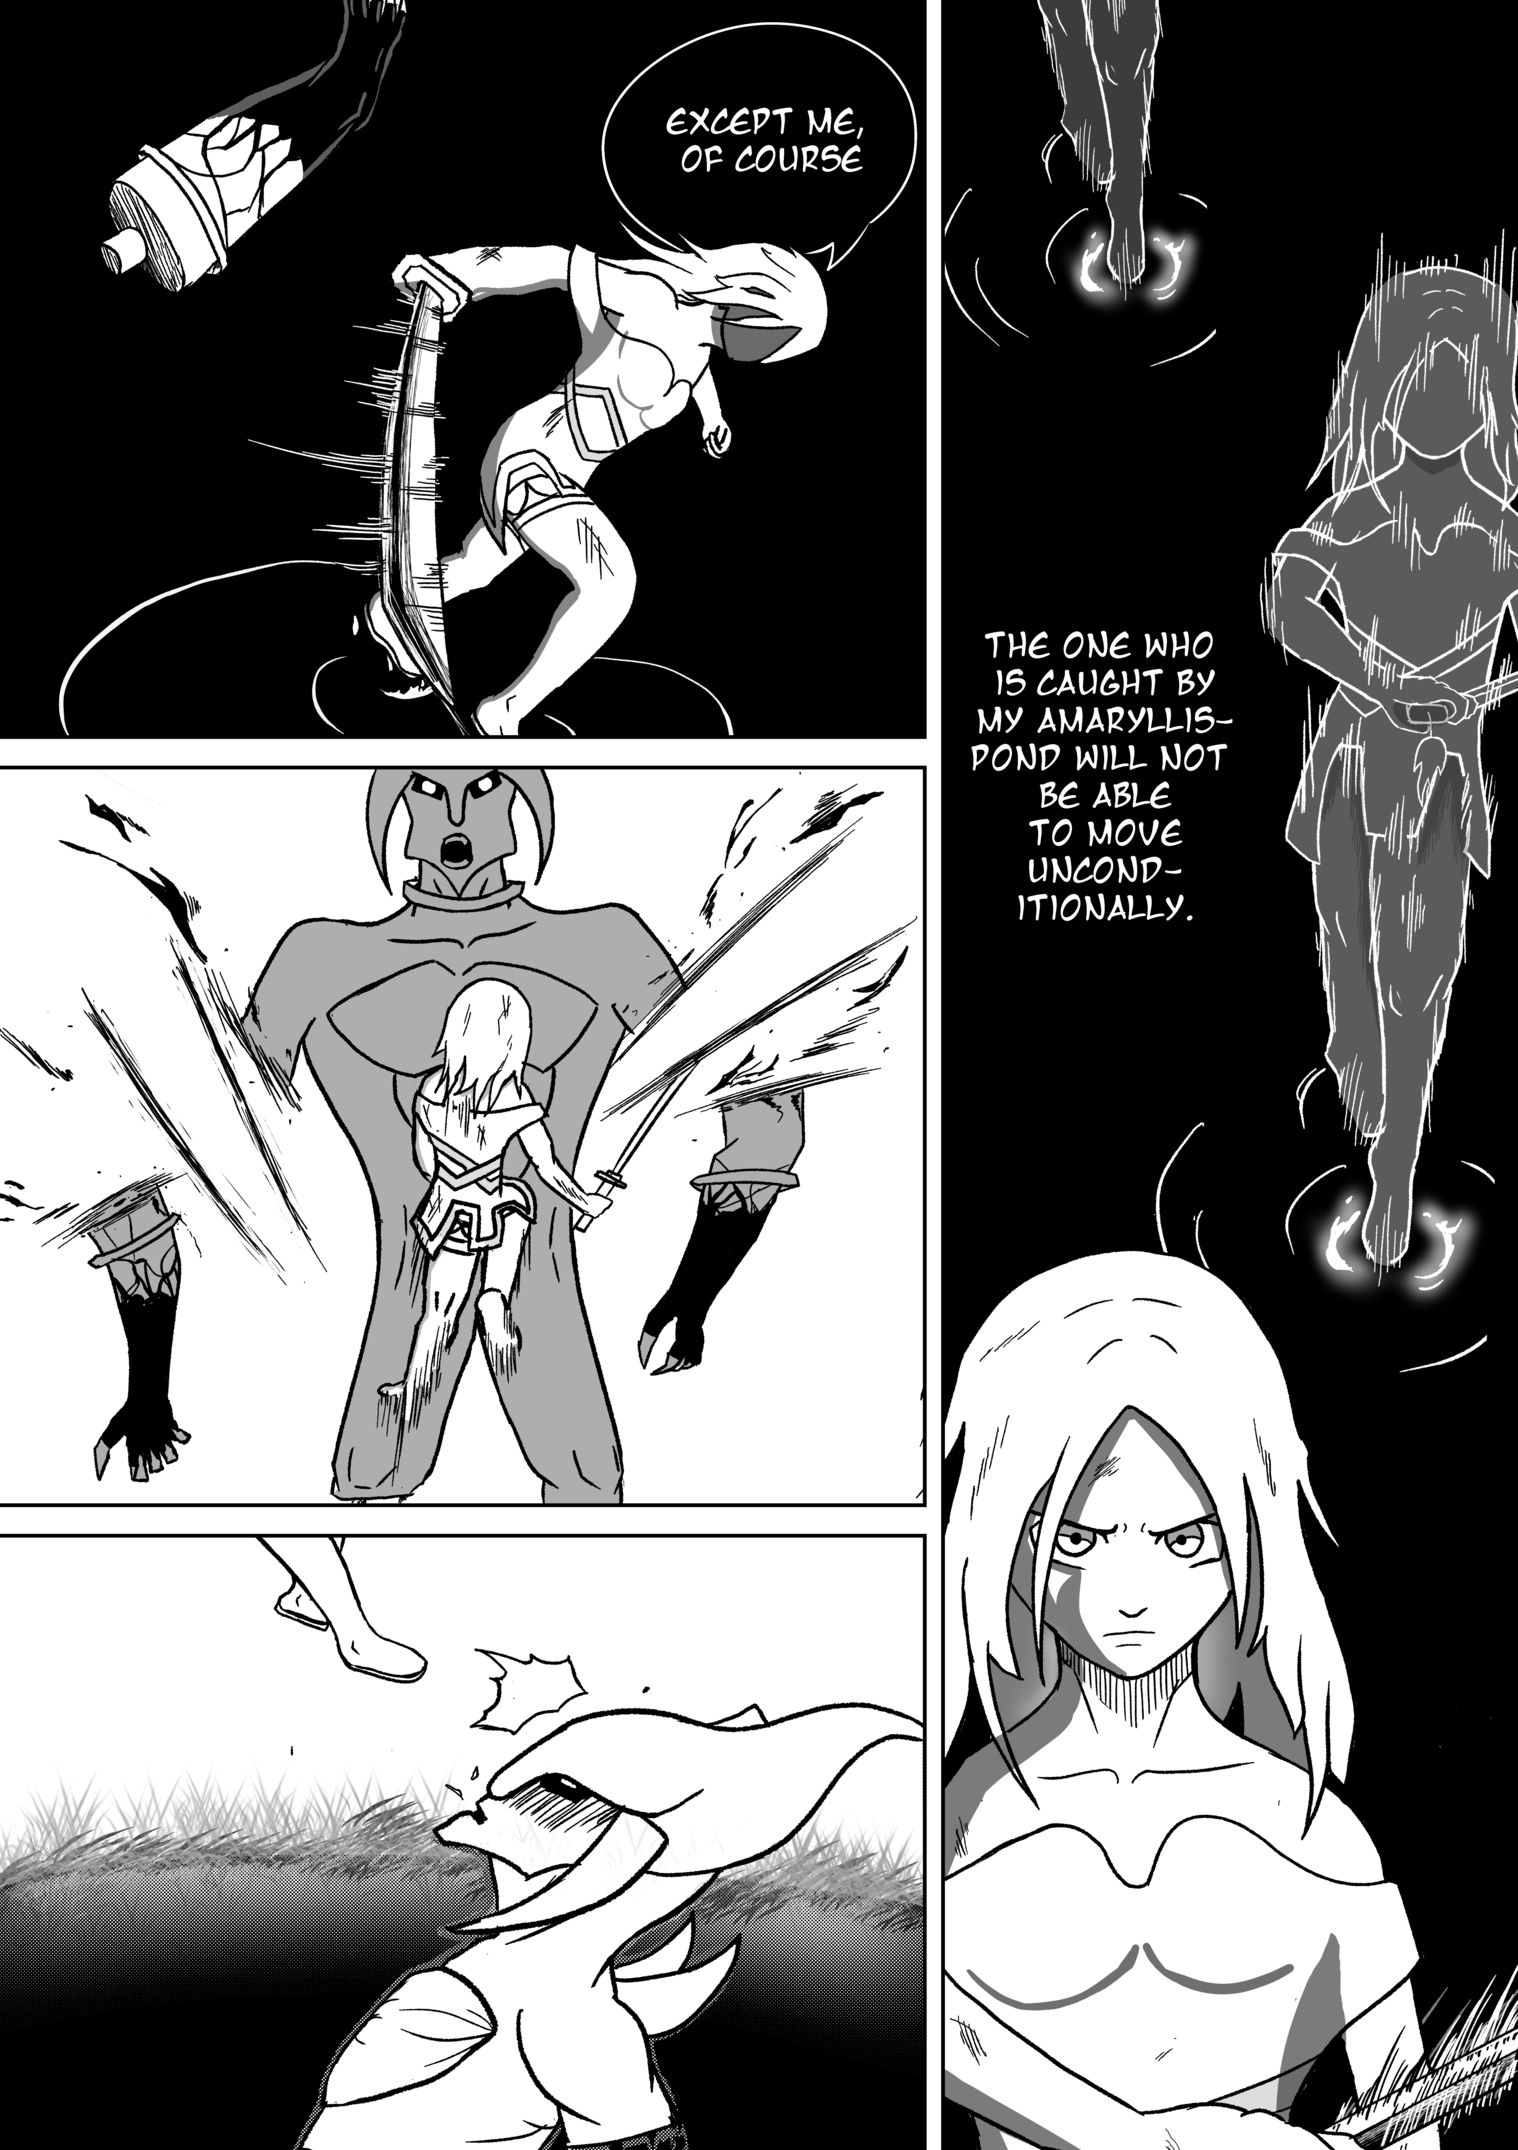 THE ONE WHO
IS CAUGHT BY
MY AMARYLLIS-
POND WILL NOT
BE ABLE
TO MOVE
UNCOND-
ITIONALLY.
EXCEPT ME,
OF COURSE